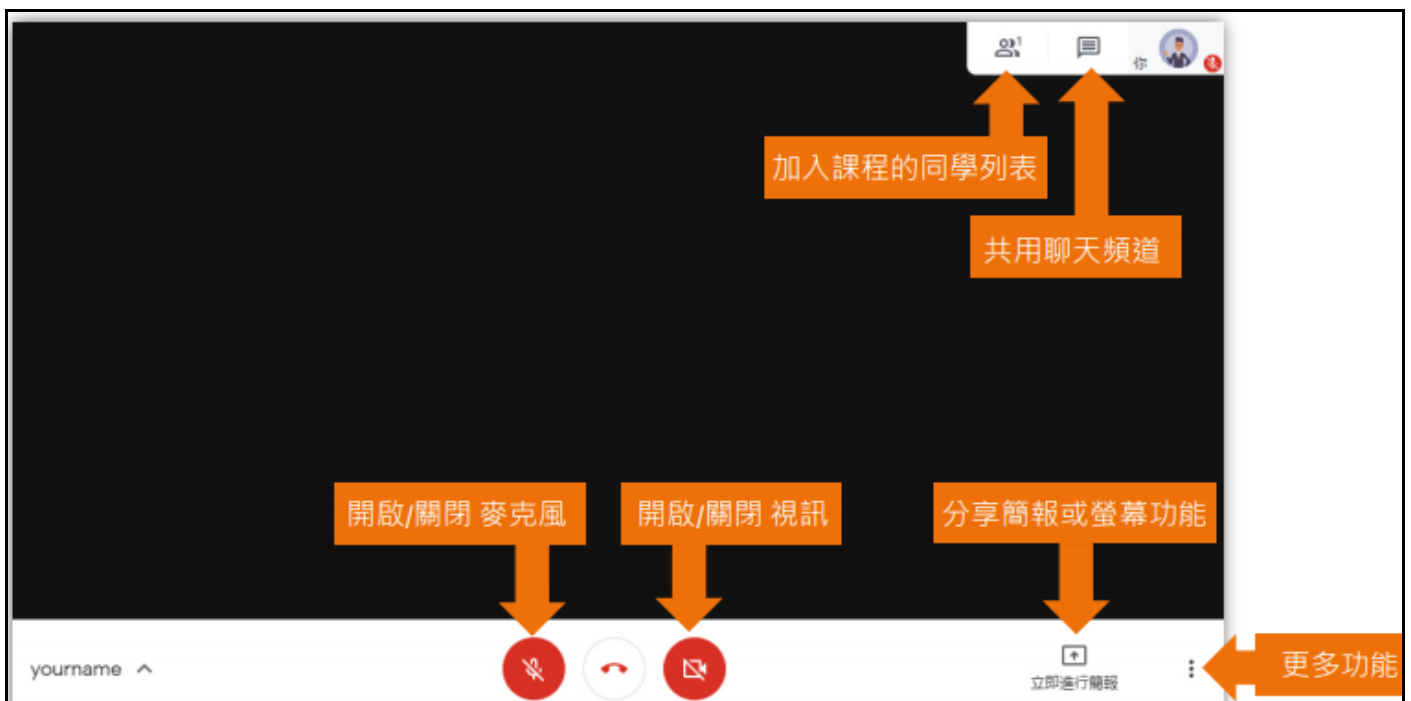 1
你
加入課程的同學列表
共用聊天頻道
開啟/關閉 麥克風
開啟/關閉 視訊
分享簡報或螢幕功能
yourname
立即進行簡報
更多功能